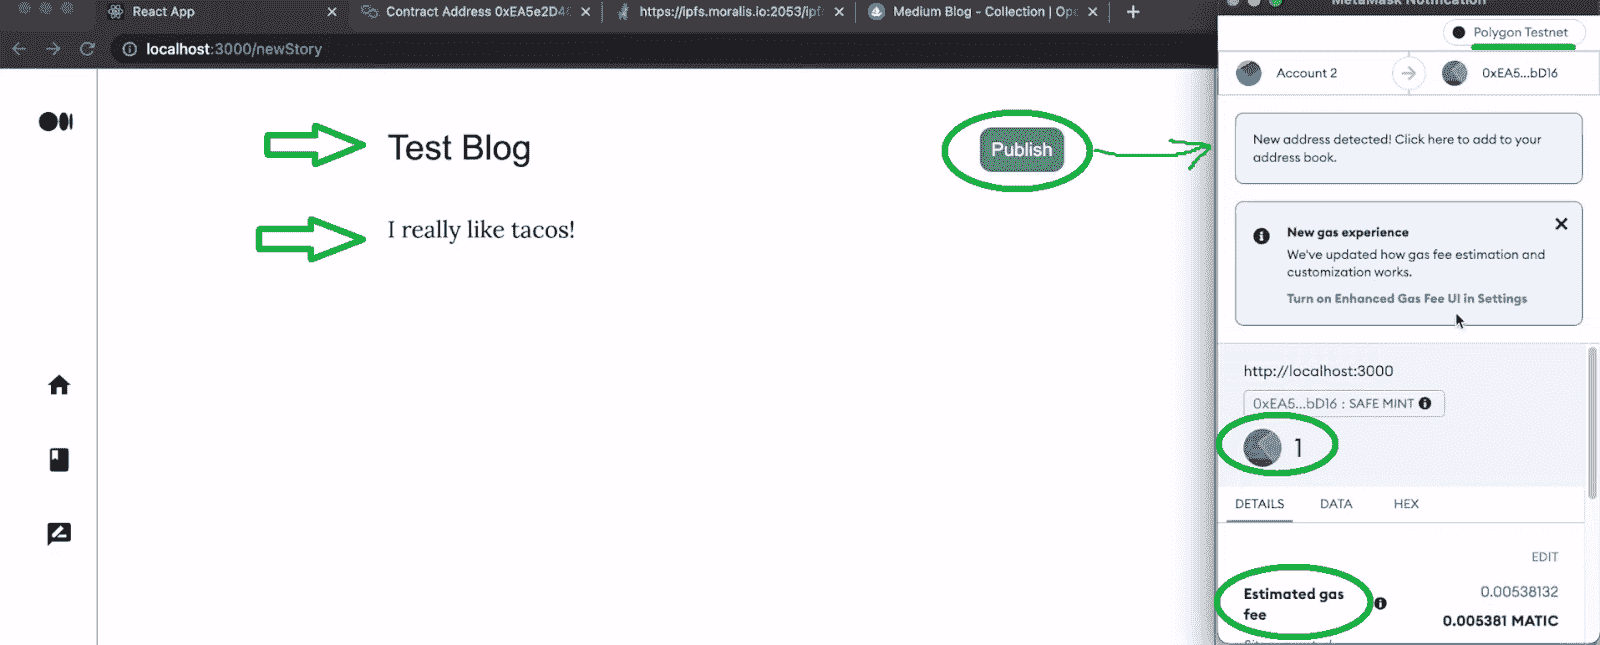 React App
Contract Address 0xEA5e2D4
https://ipfs.moralis.io:2053/ipf
Medium Blog - Collection | Op
MetaMask Notification
localhost:3000/newStory
Polygon Testnet
Account 2
0xEA5...bD16
Test Blog
Publish
New address detected! Click here to add to your
address book.
I really like tacos!
New gas experience
We've updated how gas fee estimation and
customization works.
Turn on Enhanced Gas Fee UI in Settings
http://localhost:3000
0xEA5...bD16 : SAFE MINT
1
DETAILS
DATA
HEX
EDIT
Estimated gas
fee
0.00538132
0.005381 MATIC